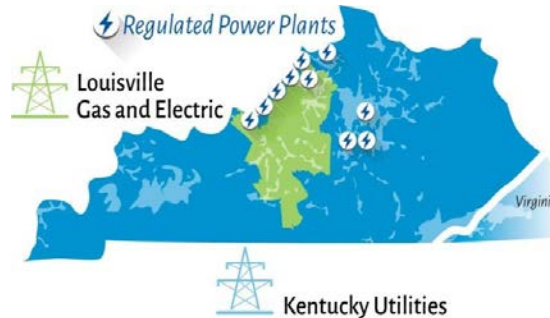 Regulated Power Plants
Louisville
Gas and Electric
Virgini
Kentucky Utilities